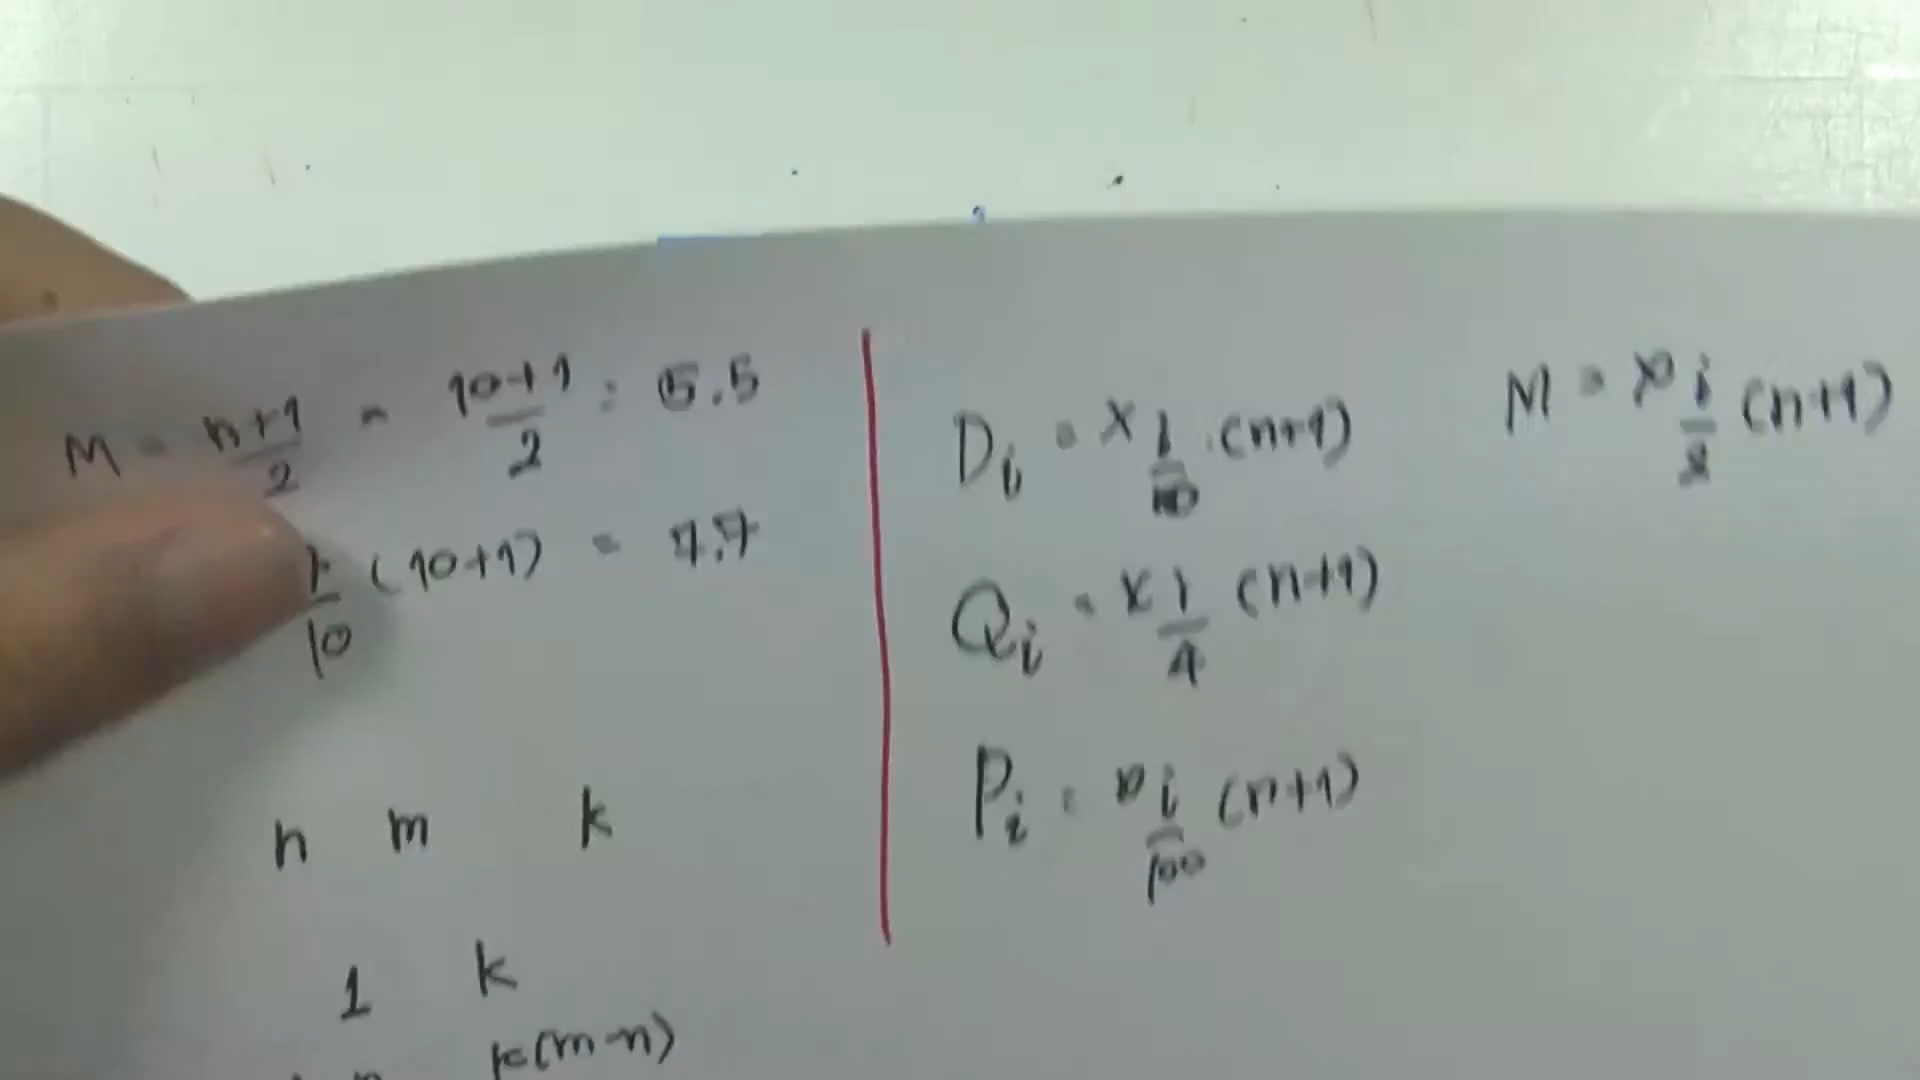 M = n+1/2 = 10+1/2 = 5.5
/10 (10+1) = 7.7
n m k
1 k
k(m-n)
Di = x i/10 · (n+1)
M = x i/2 (n+1)
Qi = x i/4 (n+1)
Pi = x i/100 (n+1)